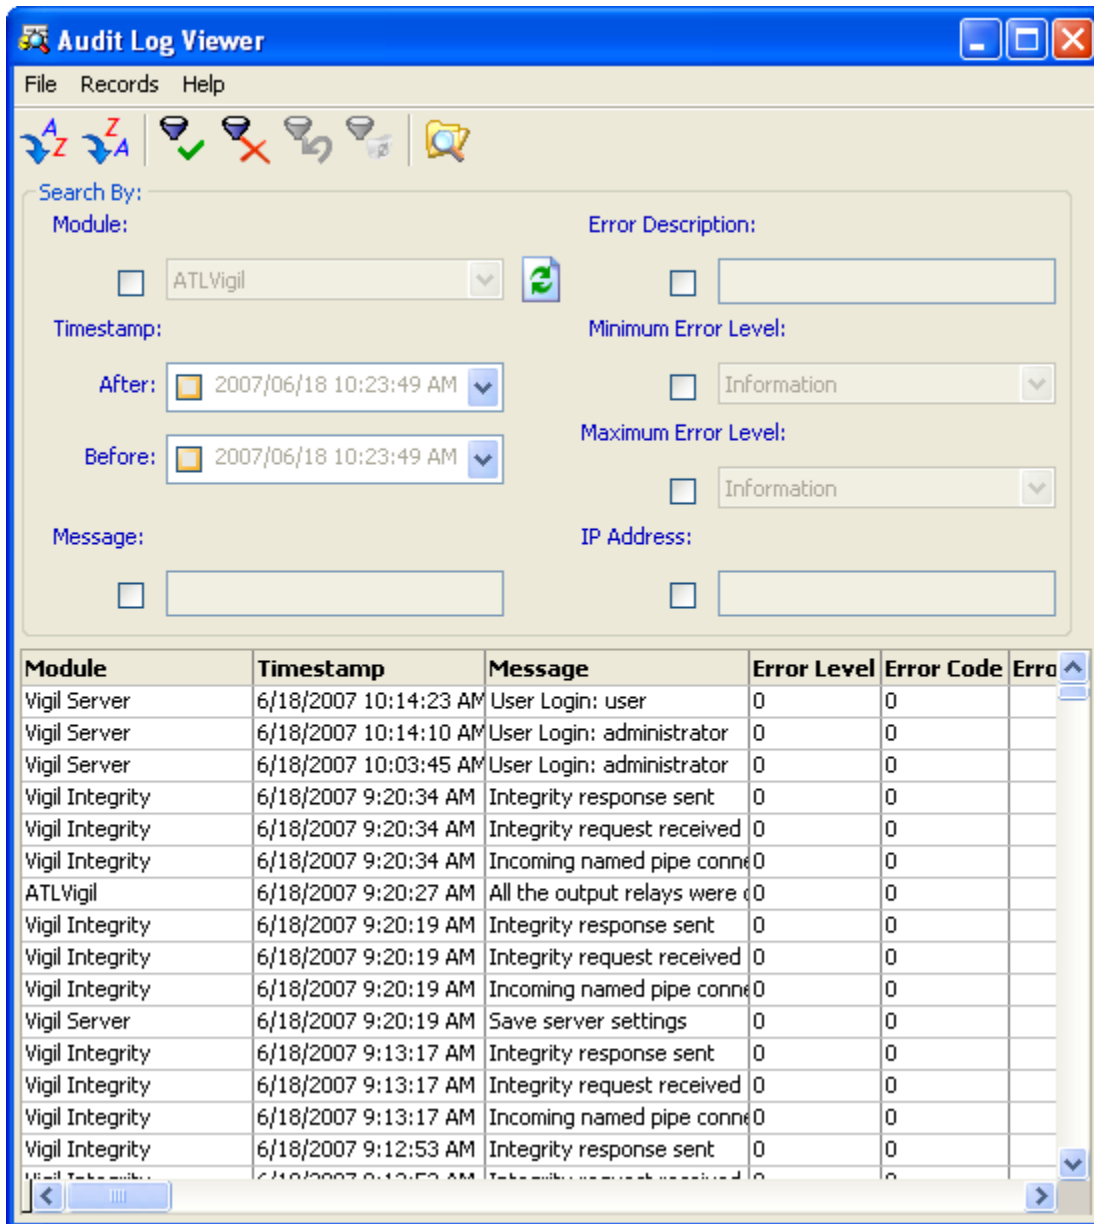 Audit Log Viewer
File Records Help
A Z Z A
Search By:
Module: Error Description:
ATLVigil
Timestamp: Minimum Error Level:
After: 2007/06/18 10:23:49 AM Information
Maximum Error Level:
Before: 2007/06/18 10:23:49 AM
Information
Message: IP Address:
Module Timestamp Message Error Level Error Code Erro
Vigil Server 6/18/2007 10:14:23 AM User Login: user 0 0
Vigil Server 6/18/2007 10:14:10 AM User Login: administrator 0 0
Vigil Server 6/18/2007 10:03:45 AM User Login: administrator 0 0
Vigil Integrity 6/18/2007 9:20:34 AM Integrity response sent 0 0
Vigil Integrity 6/18/2007 9:20:34 AM Integrity request received 0 0
Vigil Integrity 6/18/2007 9:20:34 AM Incoming named pipe conne 0 0
ATLVigil 6/18/2007 9:20:27 AM All the output relays were 0 0
Vigil Integrity 6/18/2007 9:20:19 AM Integrity response sent 0 0
Vigil Integrity 6/18/2007 9:20:19 AM Integrity request received 0 0
Vigil Integrity 6/18/2007 9:20:19 AM Incoming named pipe conne 0 0
Vigil Server 6/18/2007 9:20:19 AM Save server settings 0 0
Vigil Integrity 6/18/2007 9:13:17 AM Integrity response sent 0 0
Vigil Integrity 6/18/2007 9:13:17 AM Integrity request received 0 0
Vigil Integrity 6/18/2007 9:13:17 AM Incoming named pipe conne 0 0
Vigil Integrity 6/18/2007 9:12:53 AM Integrity response sent 0 0